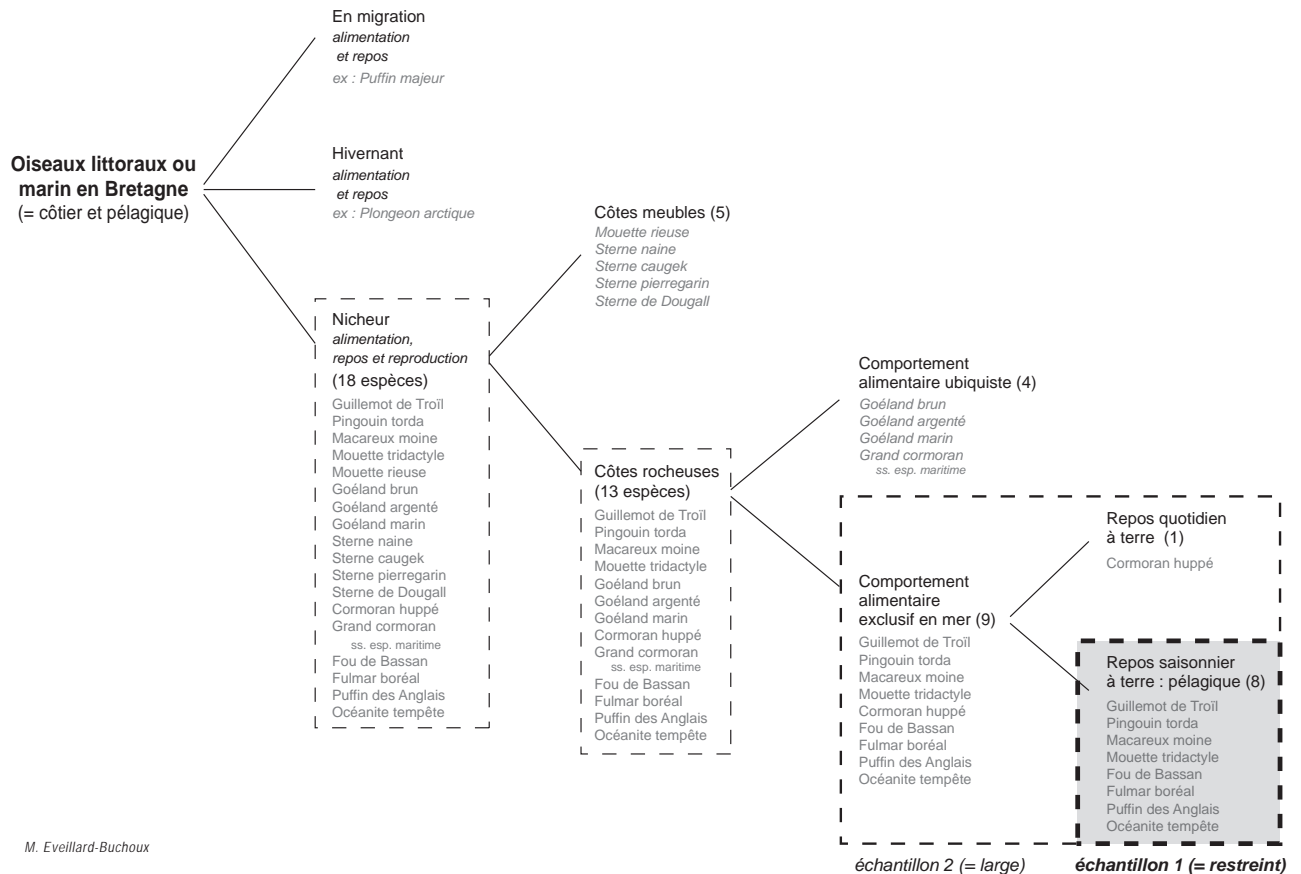 En migration
alimentation
et repos
ex : Puffin majeur
Oiseaux littoraux ou
marin en Bretagne
(= côtier et pélagique)
Hivernant
alimentation
et repos
ex : Plongeon arctique
Nicheur
alimentation,
repos et reproduction
(18 espèces)
Guillemot de Troïl
Pingouin torda
Macareux moine
Mouette tridactyle
Mouette rieuse
Goéland brun
Goéland argenté
Goéland marin
Sterne naine
Sterne caugek
Sterne pierregarin
Sterne de Dougall
Cormoran huppé
Grand cormoran
ss. esp. maritime
Fou de Bassan
Fulmar boréal
Puffin des Anglais
Océanite tempête
Côtes meubles (5)
Mouette rieuse
Sterne naine
Sterne caugek
Sterne pierregarin
Sterne de Dougall
Côtes rocheuses
(13 espèces)
Guillemot de Troïl
Pingouin torda
Macareux moine
Mouette tridactyle
Goéland brun
Goéland argenté
Goéland marin
Cormoran huppé
Grand cormoran
ss. esp. maritime
Fou de Bassan
Fulmar boréal
Puffin des Anglais
Océanite tempête
Comportement
alimentaire ubiquiste (4)
Goéland brun
Goéland argenté
Goéland marin
Grand cormoran
ss. esp. maritime
Comportement
alimentaire
exclusif en mer (9)
Guillemot de Troïl
Pingouin torda
Macareux moine
Mouette tridactyle
Cormoran huppé
Fou de Bassan
Fulmar boréal
Puffin des Anglais
Océanite tempête
Repos quotidien
à terre (1)
Cormoran huppé
Repos saisonnier
à terre : pélagique (8)
Guillemot de Troïl
Pingouin torda
Macareux moine
Mouette tridactyle
Fou de Bassan
Fulmar boréal
Puffin des Anglais
Océanite tempête
M. Eveillard-Buchoux
échantillon 2 (= large)
échantillon 1 (= restreint)